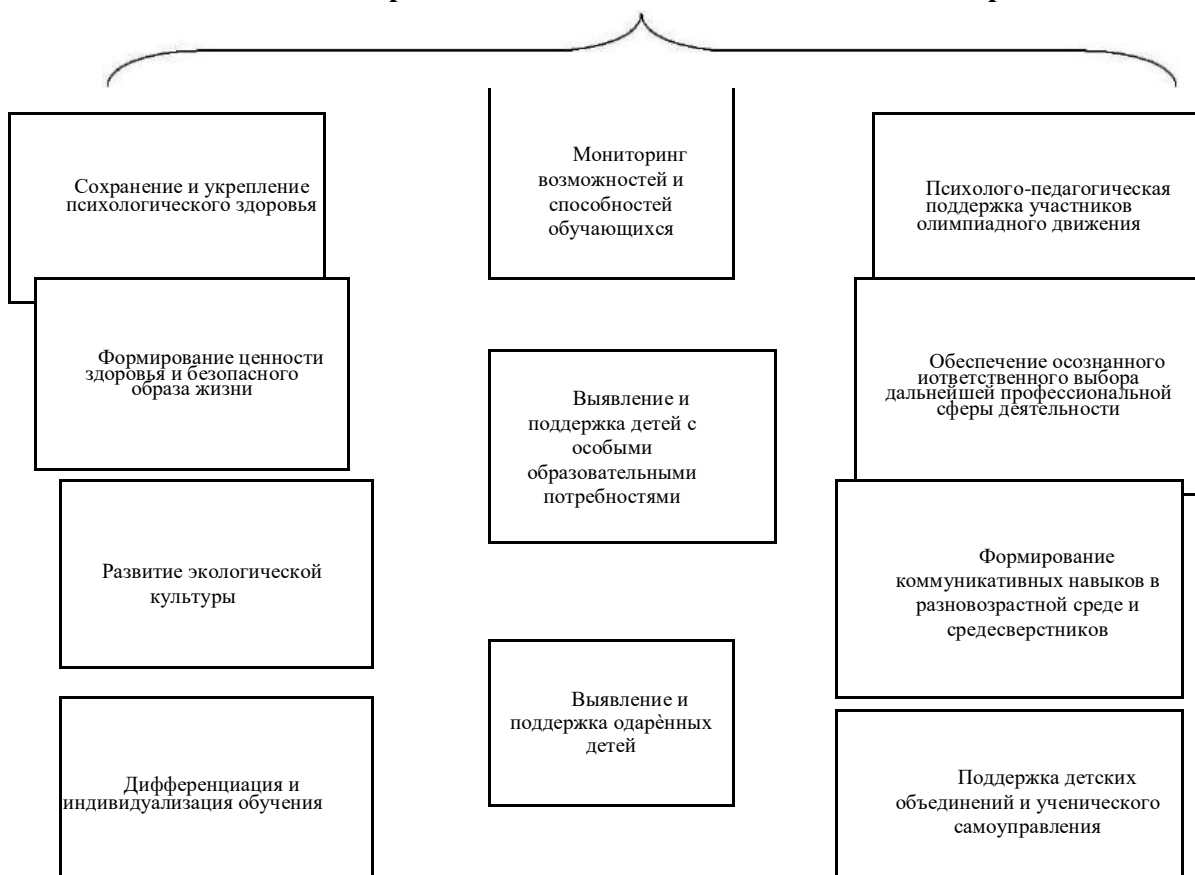 Сохранение и укрепление
психологического здоровья
Формирование ценности
здоровья и безопасного
образа жизни
Развитие экологической
культуры
Дифференциация и
индивидуализация обучения
Мониторинг
возможностей и
способностей
обучающихся
Выявление и
поддержка детей с
особыми
образовательными
потребностями
Выявление и
поддержка одарѐнных
детей
Психолого-педагогическая
поддержка участников
олимпиадного движения
Обеспечение осознанного
иответственного выбора
дальнейшей профессиональной
сферы деятельности
Формирование
коммуникативных навыков в
разновозрастной среде и
средесверстников
Поддержка детских
объединений и ученического
самоуправления